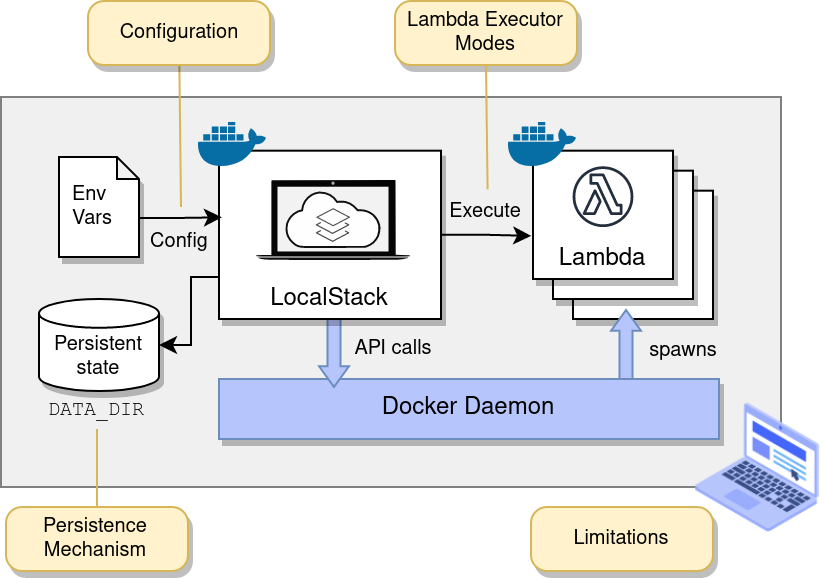 Configuration
Lambda Executor
Modes
Env
Vars
Config
Execute
Lambda
LocalStack
Persistent
state
DATA_DIR
API calls
spawns
Docker Daemon
Persistence
Mechanism
Limitations